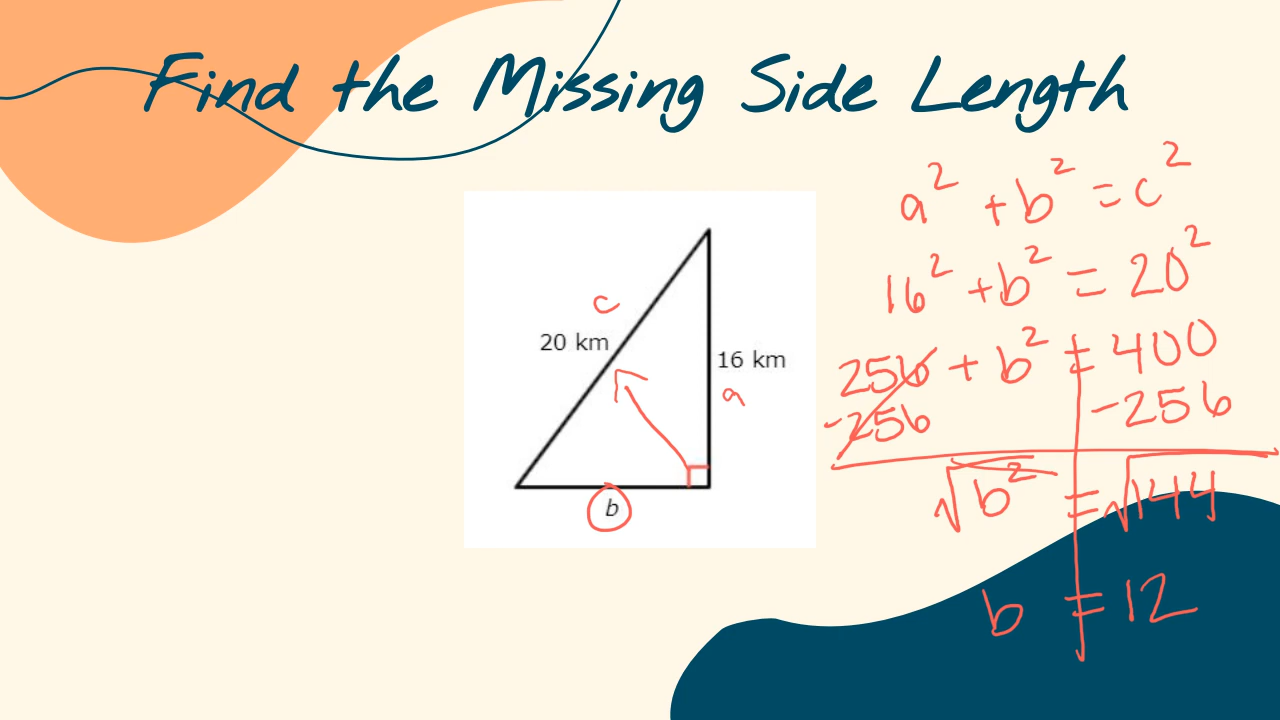 Find the Missing Side Length
a² + b² = c²
16² + b² = 20²
256 + b² = 400
-256 -256
√b² = √144
b = 12
c
20 km
16 km
a
b